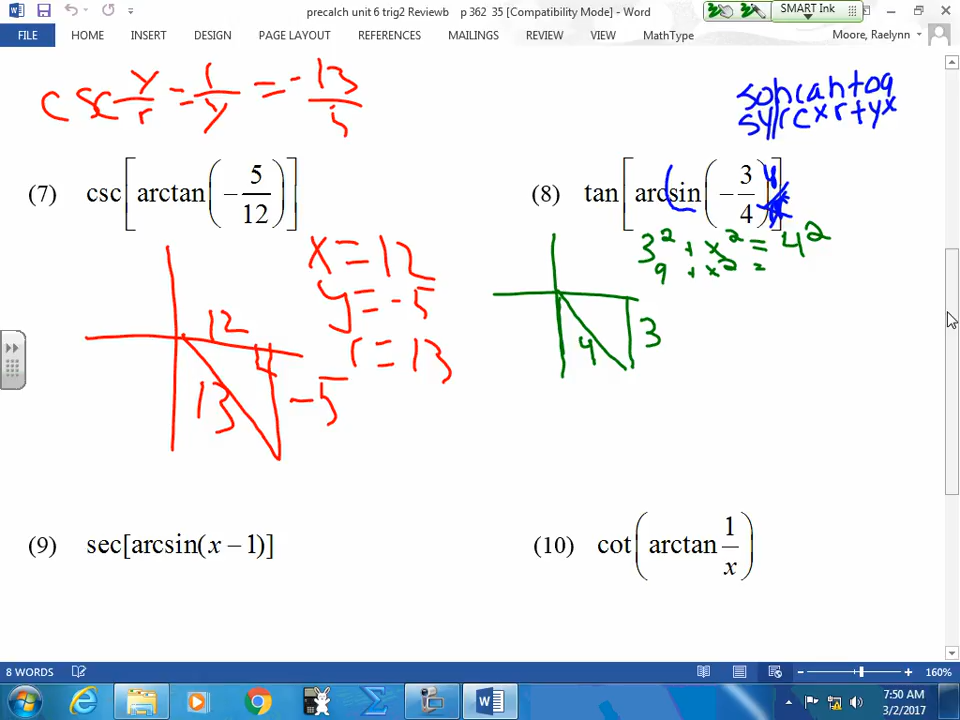 precalch unit 6 trig2 Reviewb p 362 35 [Compatibility Mode] - Word
SMART Ink
FILE HOME INSERT DESIGN PAGE LAYOUT REFERENCES MAILINGS REVIEW VIEW MathType Moore, Raelynn
csc y/r = 1/y = -13/5
sohcahtoa
syrcxrtyx
(7) csc[arctan(-5/12)]
(8) tan[arcsin(-3/4)]
3² + x² = 4²
9 + x² =
x = 12
y = -5
r = 13
12
13
-5
4
3
(9) sec[arcsin(x – 1)]
(10) cot(arctan 1/x)
8 WORDS
160%
7:50 AM
3/2/2017